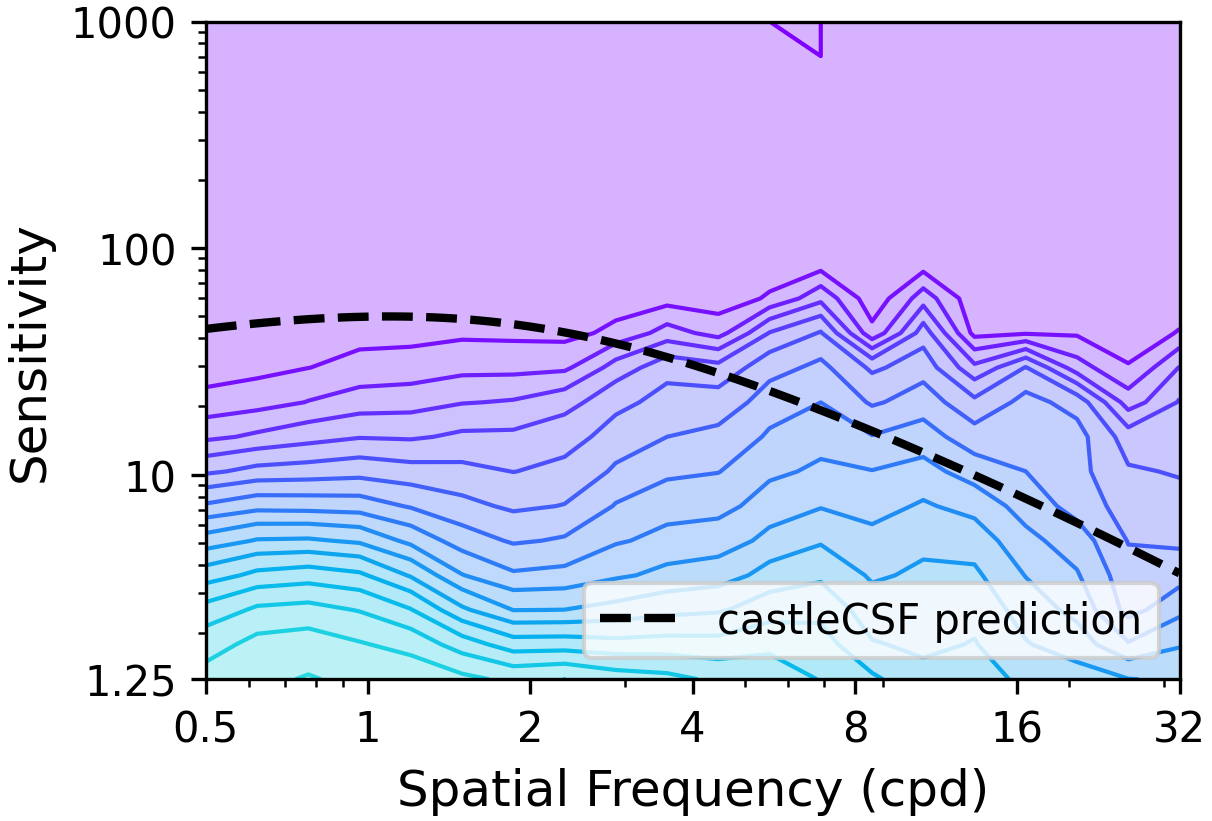 1000
100
10
1.25
Sensitivity
castleCSF prediction
0.5 1 2 4 8 16 32
Spatial Frequency (cpd)